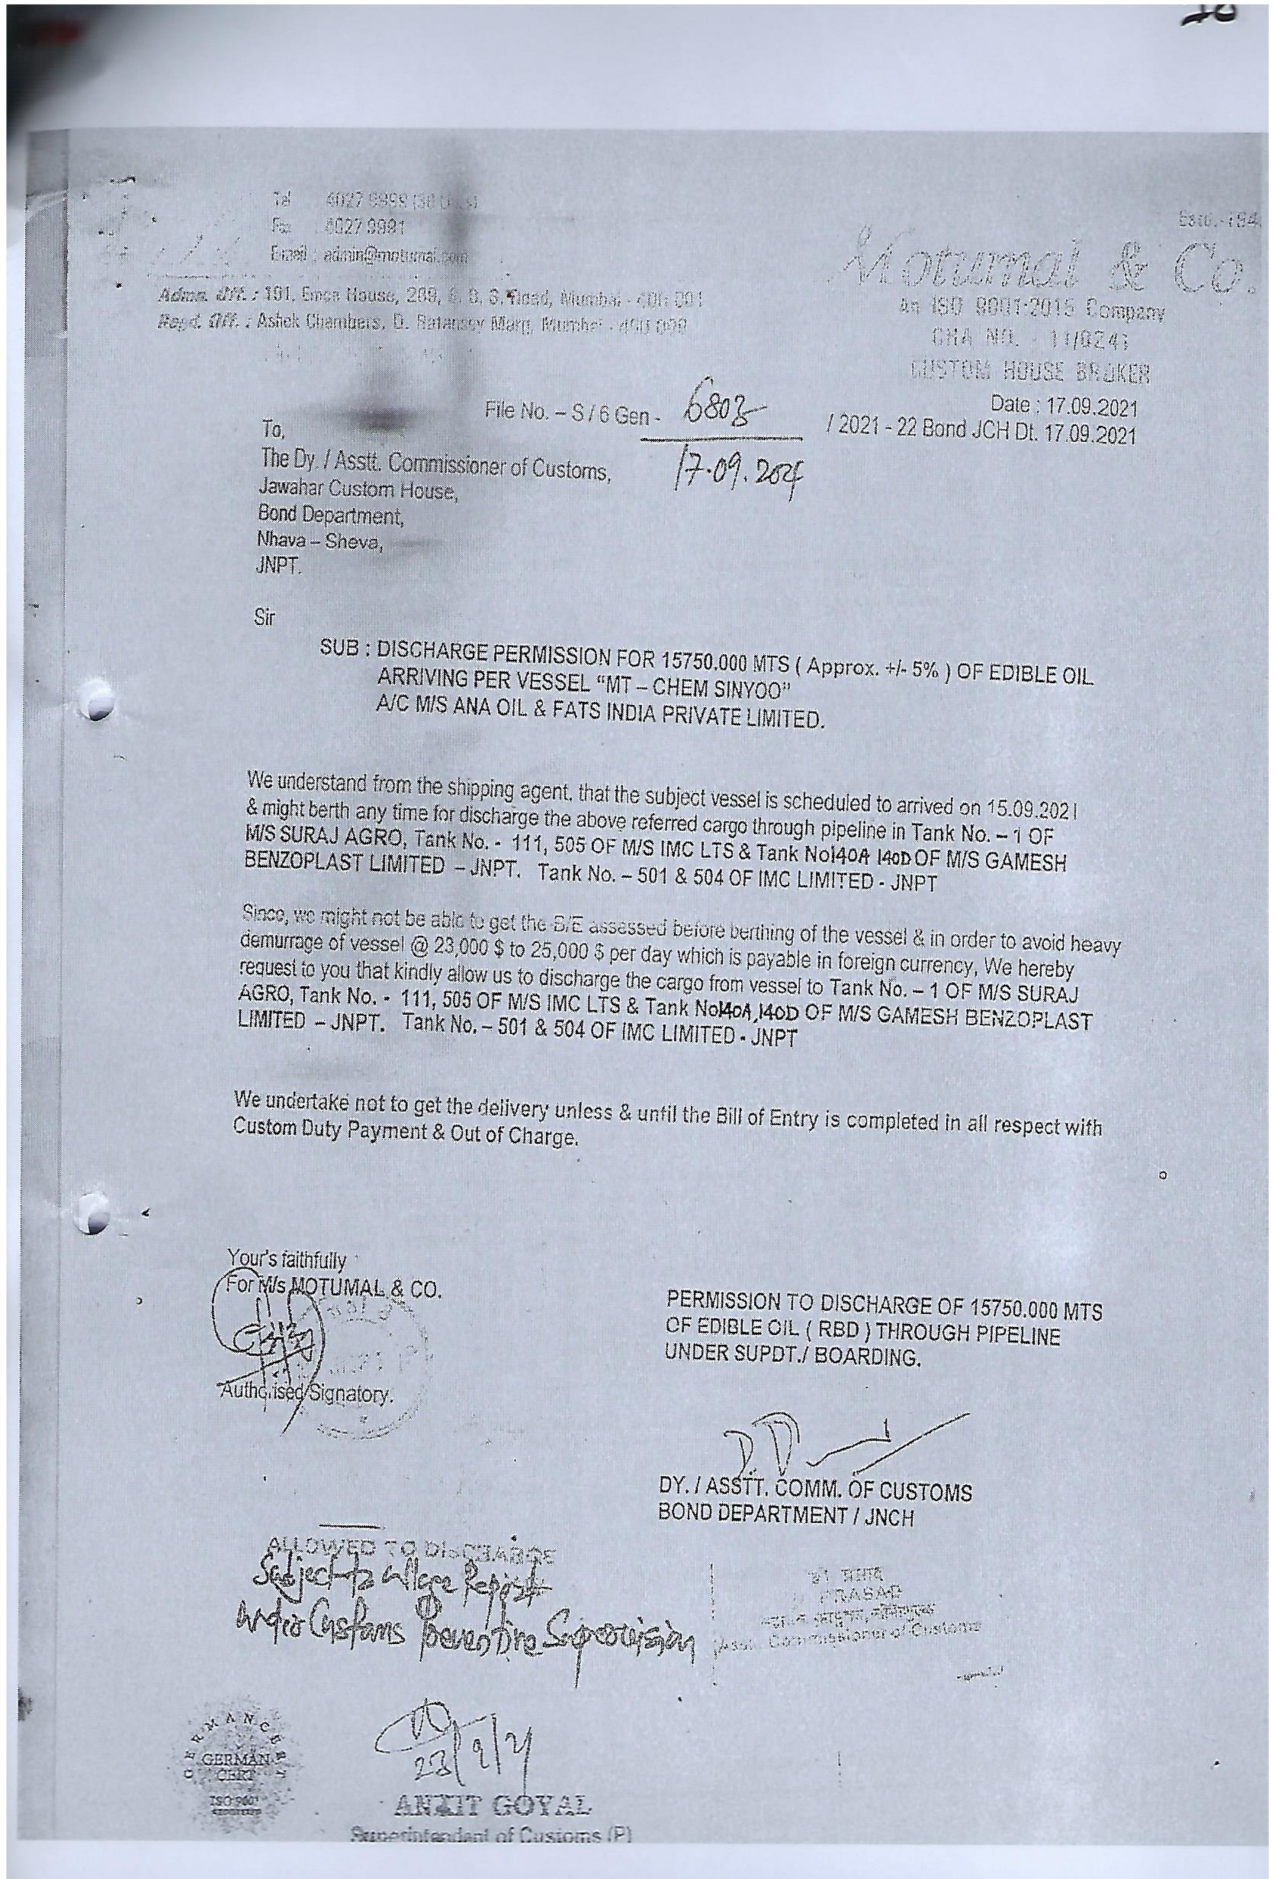 Tel 4027 9999 (30 Lines)
Fax 4027 9991
Email : admin@motumal.com
Admn. Off. : 101, Emca House, 289, S. B. S. Road, Mumbai - 400 001
Regd. Off. : Ashok Chambers, D. Ratansey Marg, Mumbai - 400 009
Estd.-194
Motumal & Co.
An ISO 9001:2015 Company
CHA NO. - 11/024
CUSTOM HOUSE BROKER
Date : 17.09.2021
File No. – S / 6 Gen - 680 / 2021 - 22 Bond JCH Dt. 17.09.2021
17.09.202
To,
The Dy. / Asstt. Commissioner of Customs,
Jawahar Custom House,
Bond Department,
Nhava – Sheva,
JNPT.
Sir
SUB : DISCHARGE PERMISSION FOR 15750.000 MTS ( Approx. +/- 5% ) OF EDIBLE OIL
ARRIVING PER VESSEL “MT – CHEM SINYOO”
A/C M/S ANA OIL & FATS INDIA PRIVATE LIMITED.
We understand from the shipping agent. that the subject vessel is scheduled to arrived on 15.09.2021
& might berth any time for discharge the above referred cargo through pipeline in Tank No. – 1 OF
M/S SURAJ AGRO, Tank No. - 111, 505 OF M/S IMC LTS & Tank No140A 140D OF M/S GAMESH
BENZOPLAST LIMITED – JNPT. Tank No. – 501 & 504 OF IMC LIMITED - JNPT
Since, we might not be able to get the B/E assessed before berthing of the vessel & in order to avoid heavy
demurrage of vessel @ 23,000 $ to 25,000 $ per day which is payable in foreign currency, We hereby
request to you that kindly allow us to discharge the cargo from vessel to Tank No. – 1 OF M/S SURAJ
AGRO, Tank No. - 111, 505 OF M/S IMC LTS & Tank No140A,140D OF M/S GAMESH BENZOPLAST
LIMITED – JNPT. Tank No. – 501 & 504 OF IMC LIMITED - JNPT
We undertake not to get the delivery unless & until the Bill of Entry is completed in all respect with
Custom Duty Payment & Out of Charge.
Your's faithfully
For M/s MOTUMAL & CO.
Authorised Signatory.
PERMISSION TO DISCHARGE OF 15750.000 MTS
OF EDIBLE OIL ( RBD ) THROUGH PIPELINE
UNDER SUPDT./ BOARDING.
DY. / ASSTT. COMM. OF CUSTOMS
BOND DEPARTMENT / JNCH
ALLOWED TO DISCHARGE
Subject to Ullage Report
under Customs Preventive Supervision
PRASAD
Asstt. Commissioner of Customs
GERMAN CERT
GERMAN
CERT
ISO 9001
23/9/21
ANKIT GOYAL
Superintendent of Customs (P)